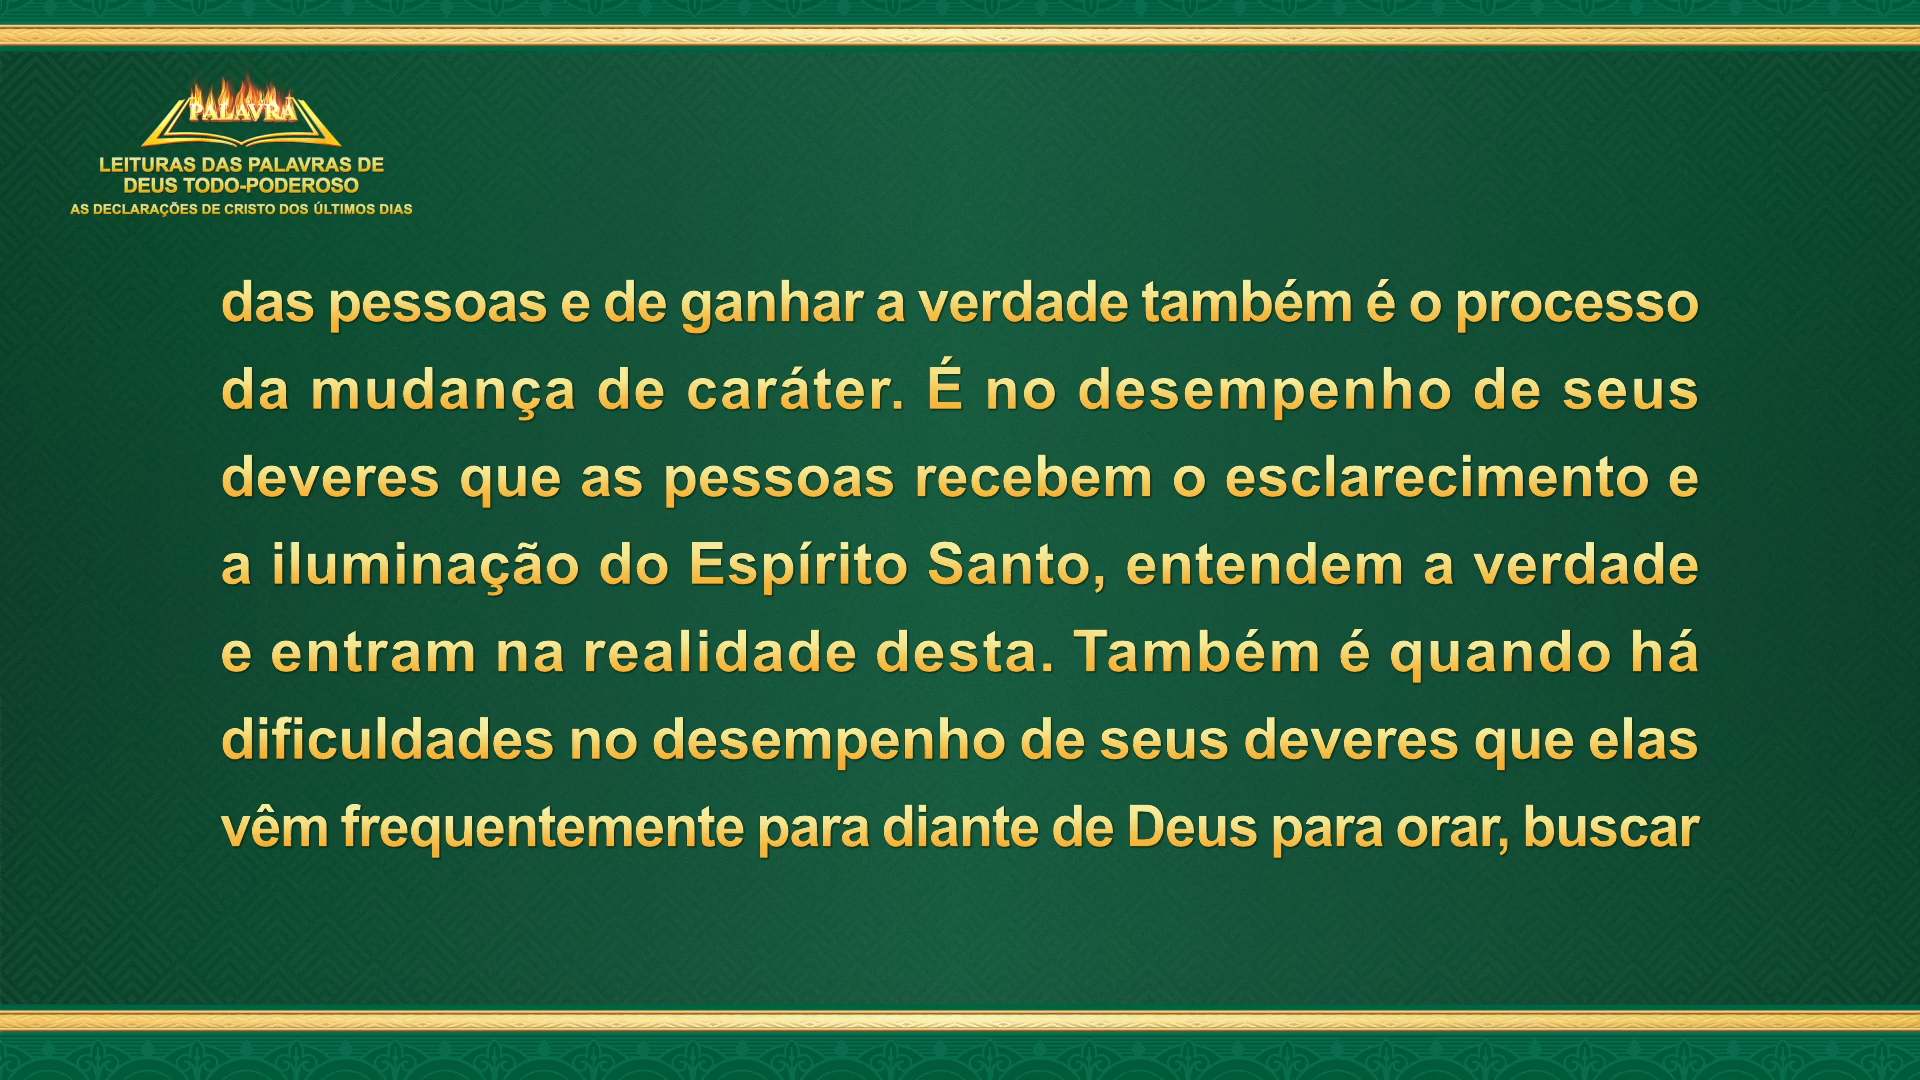 PALAVRA
LEITURAS DAS PALAVRAS DE
DEUS TODO-PODEROSO
AS DECLARAÇÕES DE CRISTO DOS ÚLTIMOS DIAS
das pessoas e de ganhar a verdade também é o processo
da mudança de caráter. É no desempenho de seus
deveres que as pessoas recebem o esclarecimento e
a iluminação do Espírito Santo, entendem a verdade
e entram na realidade desta. Também é quando há
dificuldades no desempenho de seus deveres que elas
vêm frequentemente para diante de Deus para orar, buscar